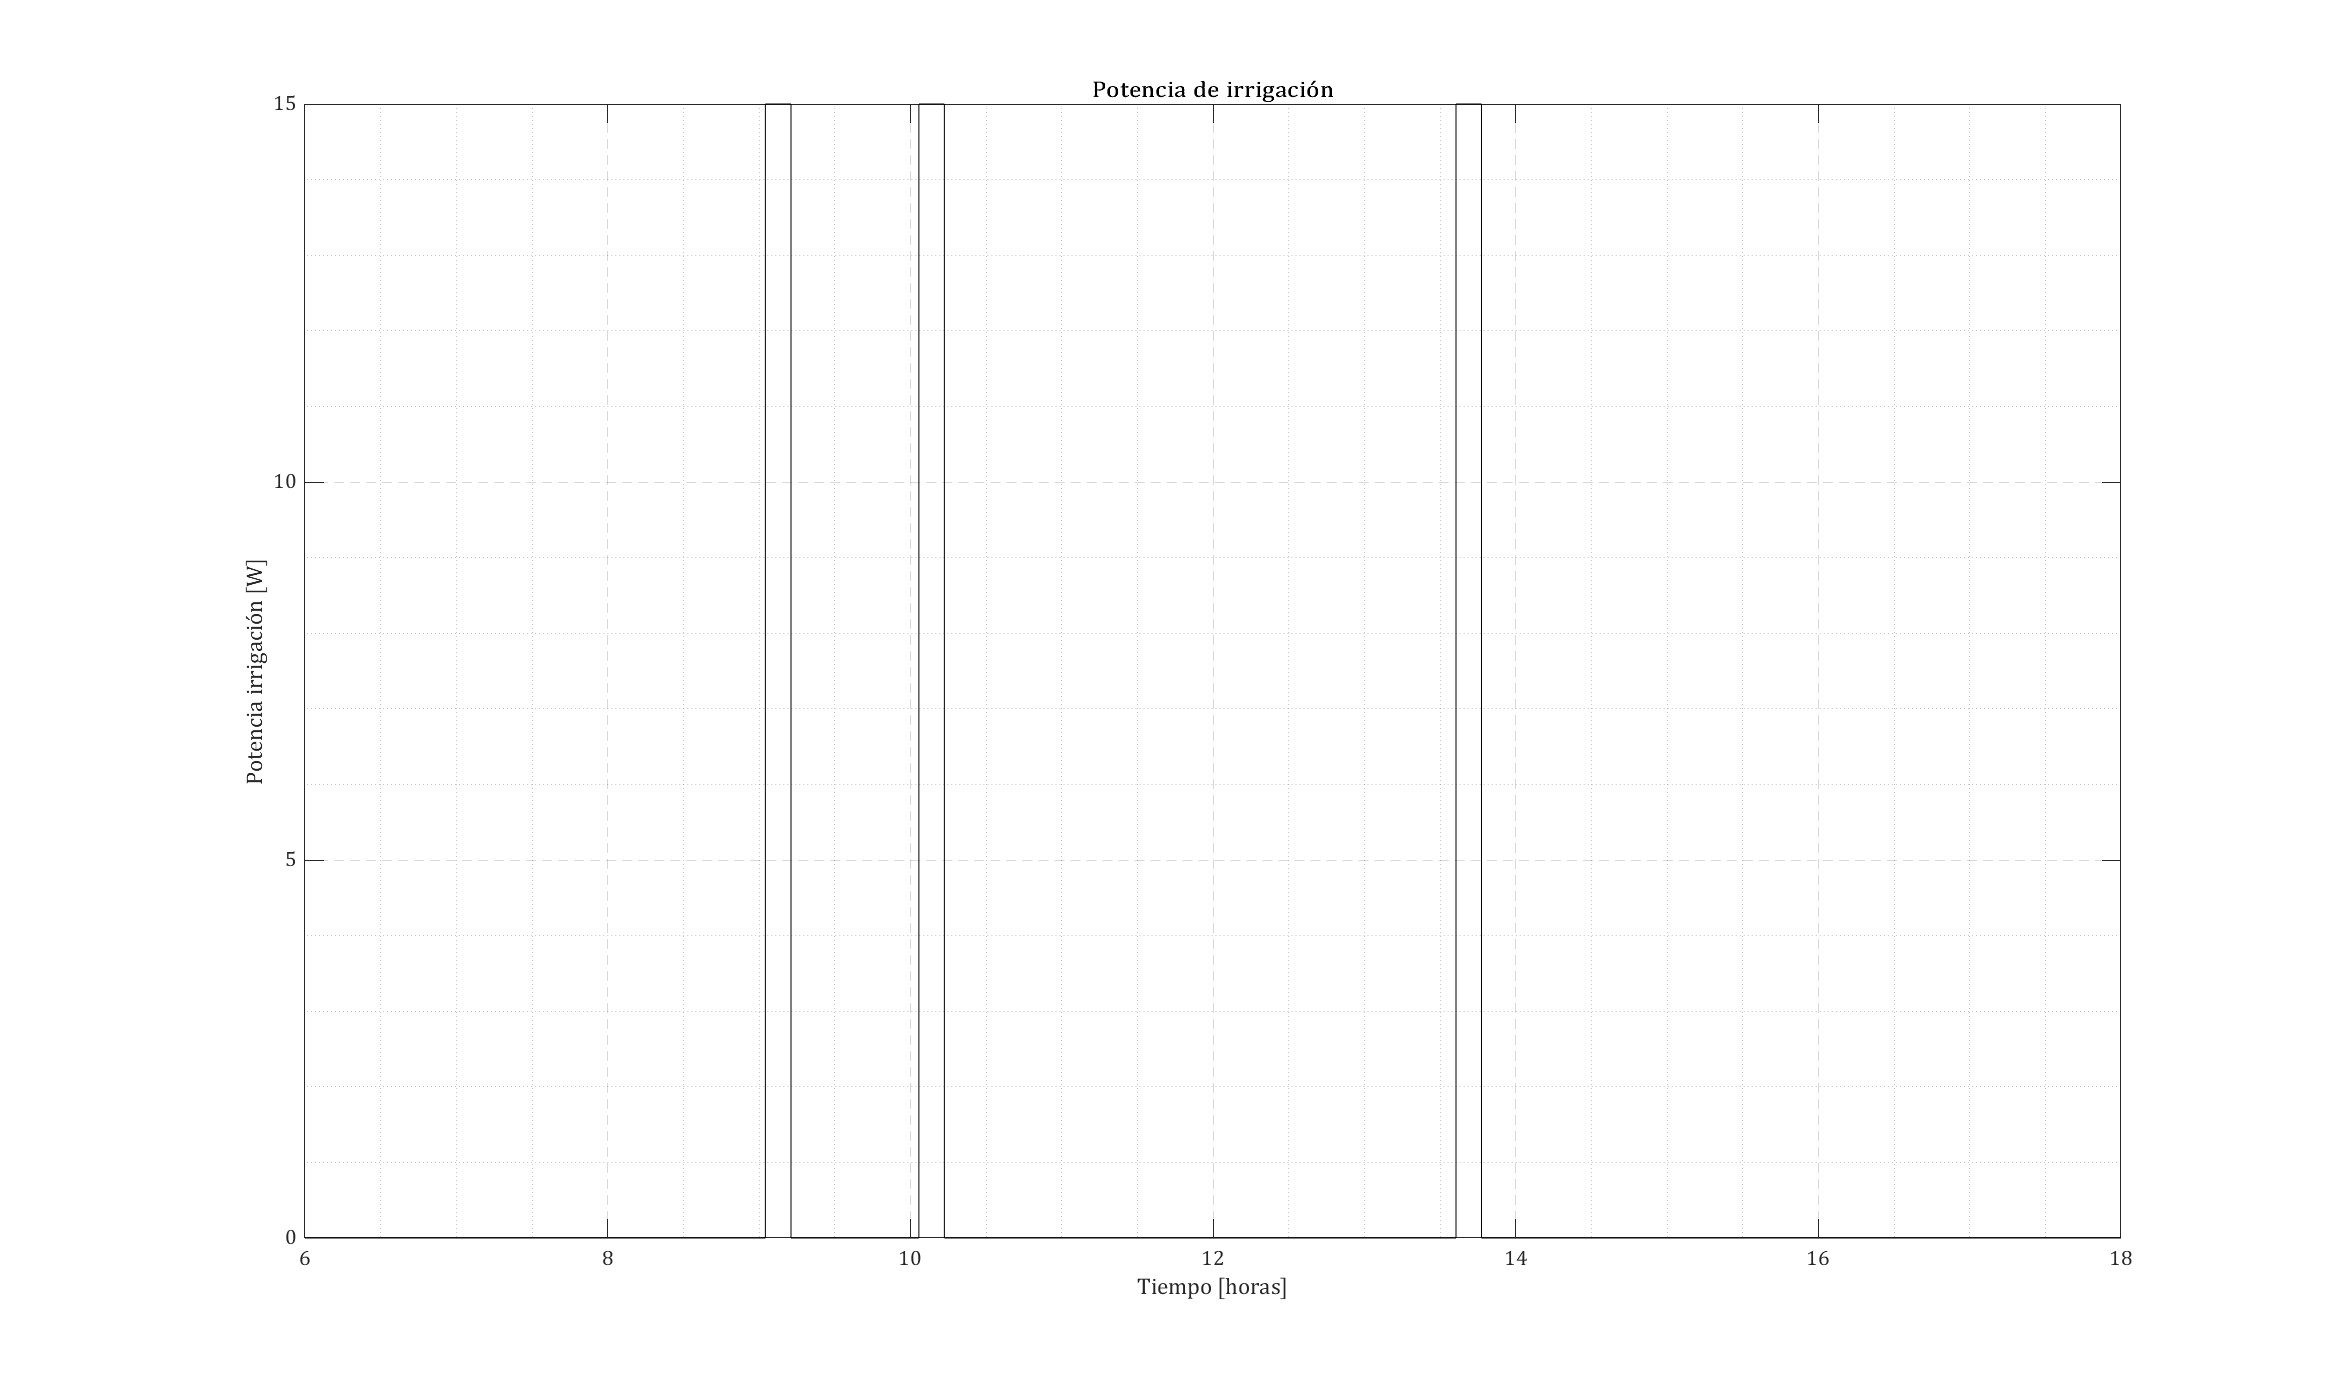 Potencia de irrigación
15
10
5
0
Potencia irrigación [W]
6 8 10 12 14 16 18
Tiempo [horas]